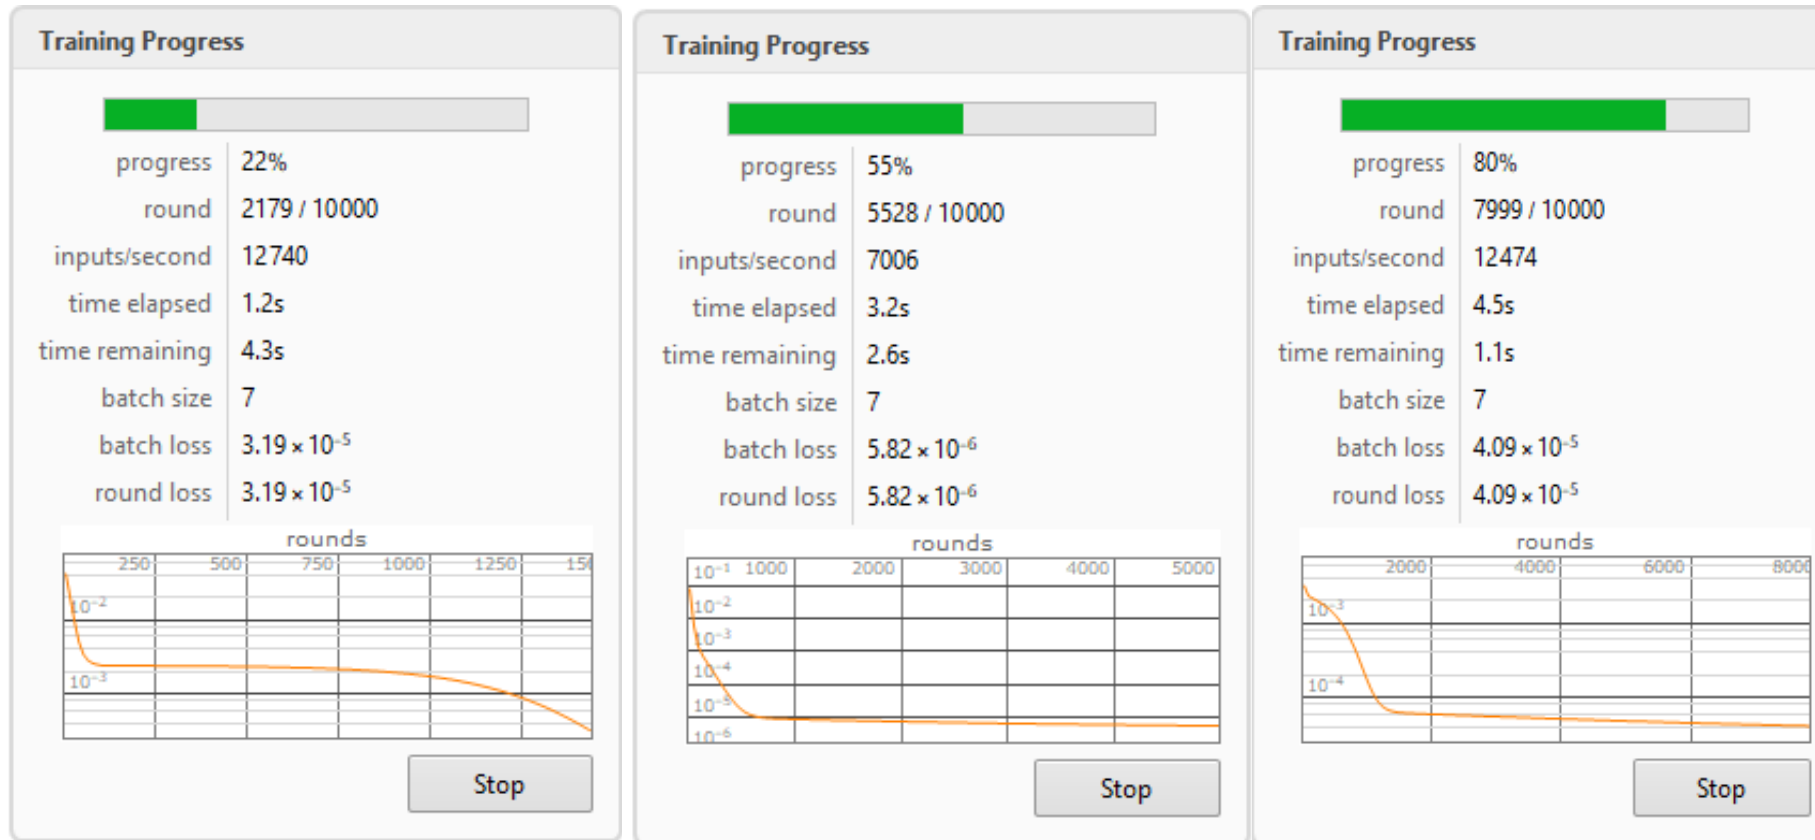 Training Progress
progress 22%
round 2179 / 10000
inputs/second 12740
time elapsed 1.2s
time remaining 4.3s
batch size 7
batch loss 3.19 × 10⁻⁵
round loss 3.19 × 10⁻⁵
rounds
250 500 750 1000 1250 150
10⁻²
10⁻³
Stop
Training Progress
progress 55%
round 5528 / 10000
inputs/second 7006
time elapsed 3.2s
time remaining 2.6s
batch size 7
batch loss 5.82 × 10⁻⁶
round loss 5.82 × 10⁻⁶
rounds
10⁻¹ 1000 2000 3000 4000 5000
10⁻²
10⁻³
10⁻⁴
10⁻⁵
10⁻⁶
Stop
Training Progress
progress 80%
round 7999 / 10000
inputs/second 12474
time elapsed 4.5s
time remaining 1.1s
batch size 7
batch loss 4.09 × 10⁻⁵
round loss 4.09 × 10⁻⁵
rounds
2000 4000 6000 8000
10⁻³
10⁻⁴
Stop